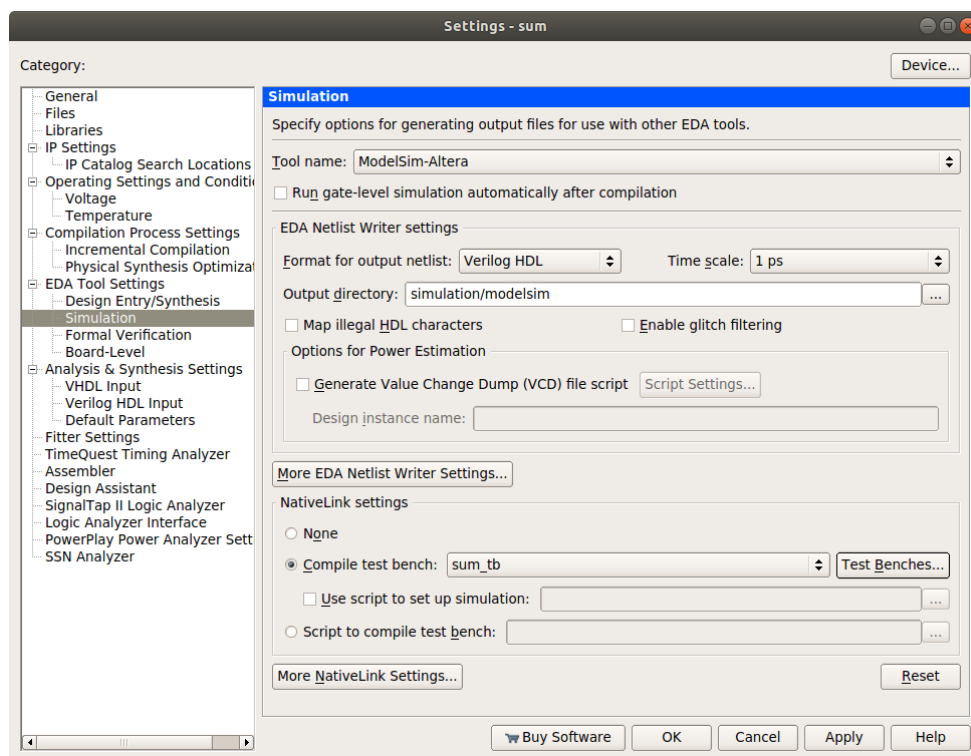 Settings - sum
Category:
Device...
General
Files
Libraries
IP Settings
IP Catalog Search Locations
Operating Settings and Conditi
Voltage
Temperature
Compilation Process Settings
Incremental Compilation
Physical Synthesis Optimizat
EDA Tool Settings
Design Entry/Synthesis
Simulation
Formal Verification
Board-Level
Analysis & Synthesis Settings
VHDL Input
Verilog HDL Input
Default Parameters
Fitter Settings
TimeQuest Timing Analyzer
Assembler
Design Assistant
SignalTap II Logic Analyzer
Logic Analyzer Interface
PowerPlay Power Analyzer Sett
SSN Analyzer
Simulation
Specify options for generating output files for use with other EDA tools.
Tool name: ModelSim-Altera
Run gate-level simulation automatically after compilation
EDA Netlist Writer settings
Format for output netlist: Verilog HDL Time scale: 1 ps
Output directory: simulation/modelsim ...
Map illegal HDL characters Enable glitch filtering
Options for Power Estimation
Generate Value Change Dump (VCD) file script Script Settings...
Design instance name:
More EDA Netlist Writer Settings...
NativeLink settings
None
Compile test bench: sum_tb Test Benches...
Use script to set up simulation: ...
Script to compile test bench: ...
More NativeLink Settings... Reset
Buy Software OK Cancel Apply Help